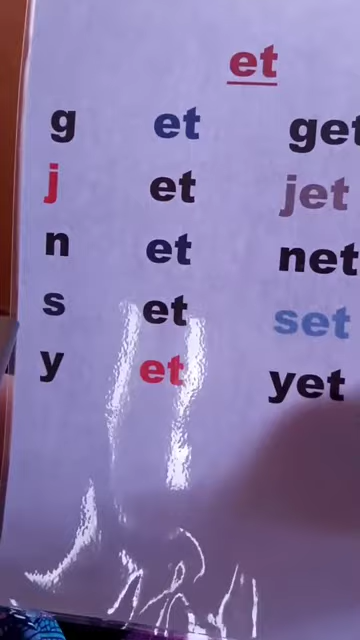 et
g et get
j et jet
n et net
s et set
y et yet